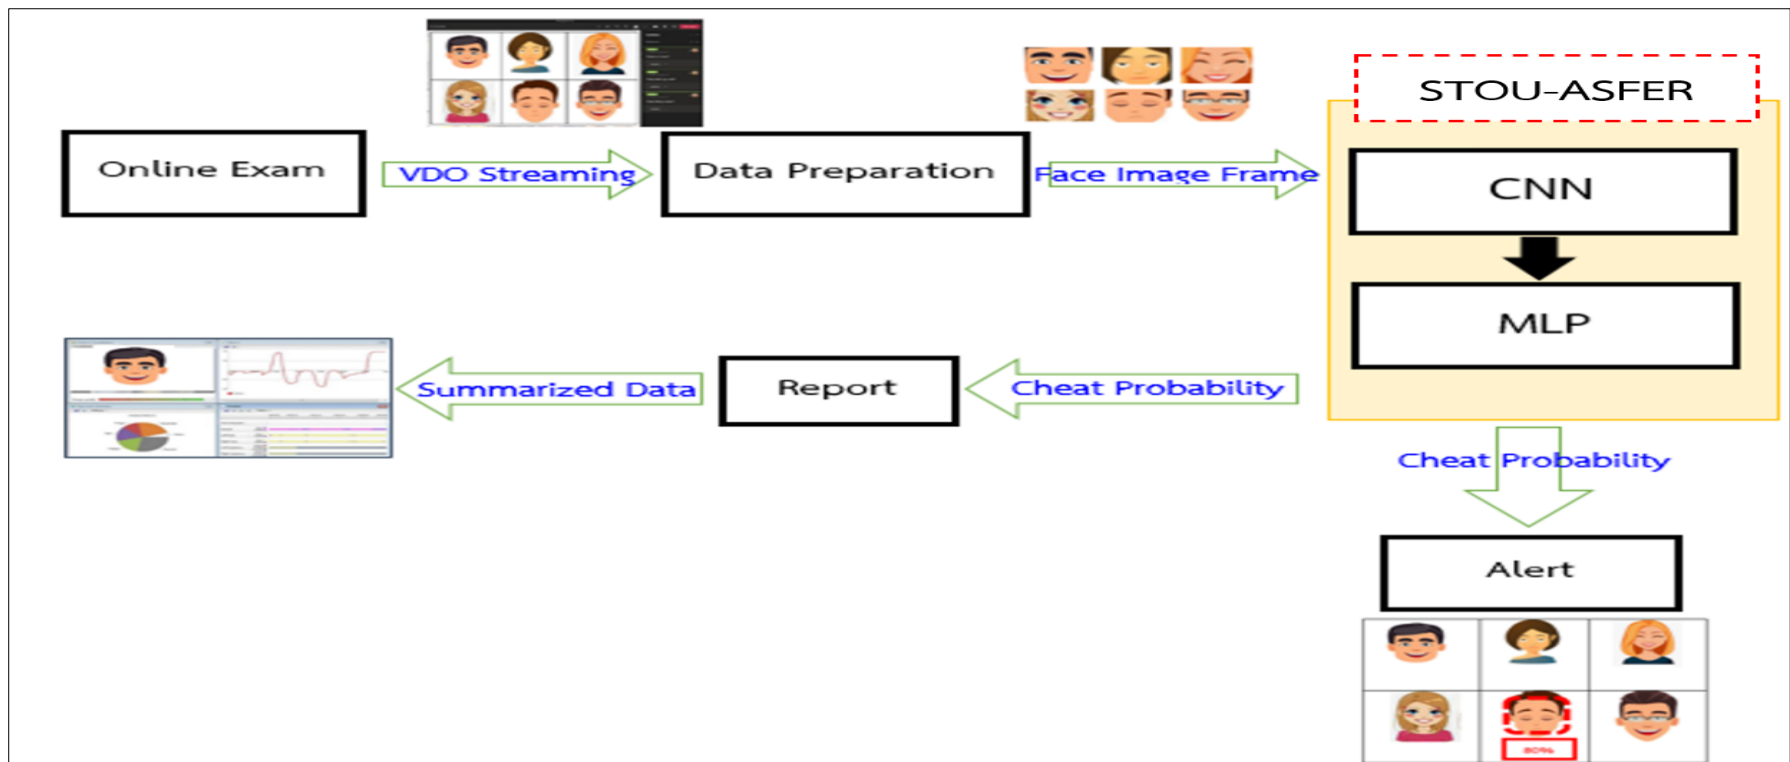 STOU-ASFER
Online Exam
VDO Streaming
Data Preparation
Face Image Frame
CNN
MLP
Summarized Data
Report
Cheat Probability
Cheat Probability
Alert
80%